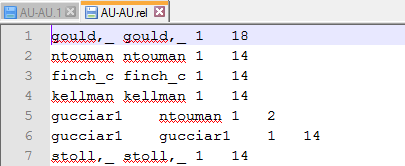 AU-AU.1 AU-AU.rel
1 gould,_ gould,_ 1 18
2 ntouman ntouman 1 14
3 finch_c finch_c 1 14
4 kellman kellman 1 14
5 gucciar1 ntouman 1 2
6 gucciar1 gucciar1 1 14
7 stoll,_ stoll,_ 1 14